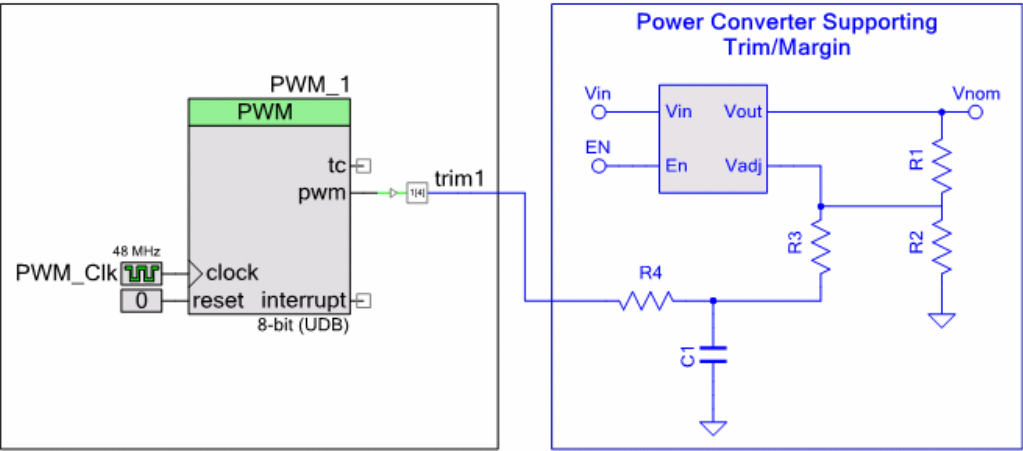 Power Converter Supporting
Trim/Margin
PWM_1
PWM
tc
pwm
1[4]
trim1
48 MHz
PWM_Clk
clock
0
reset
interrupt
8-bit (UDB)
Vin
EN
Vin
Vout
En
Vadj
Vnom
R1
R2
R3
R4
C1